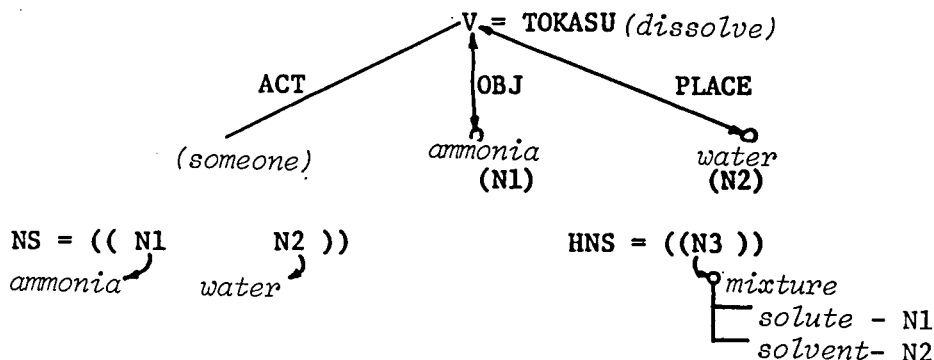 V = TOKASU (dissolve)
ACT OBJ PLACE
(someone) ammonia water
(N1) (N2)
NS = (( N1 N2 )) HNS = ((N3 ))
ammonia water mixture
solute - N1
solvent- N2